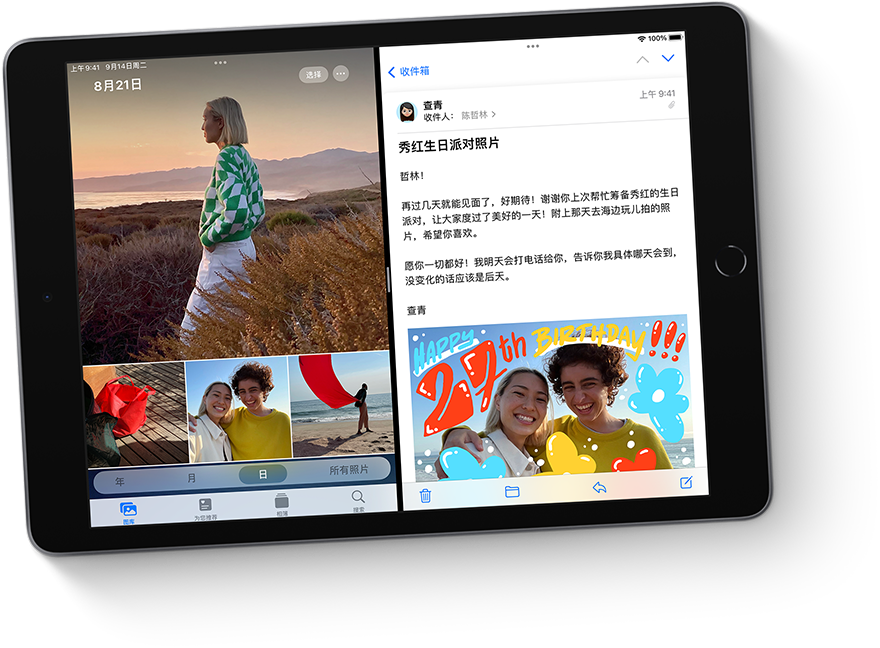 上午9:41 9月14日周二
8月21日
选择
年
月
日
所有照片
图库
为你推荐
相簿
搜索
100%
收件箱
查青
上午 9:41
收件人： 陈哲林
秀红生日派对照片
哲林！
再过几天就能见面了，好期待！谢谢你上次帮忙筹备秀红的生日
派对，让大家度过了美好的一天！附上那天去海边玩儿拍的照
片，希望你喜欢。
愿你一切都好！我明天会打电话给你，告诉你我具体哪天会到，
没变化的话应该是后天。
查青
HAPPY 27th BIRTHDAY!!!